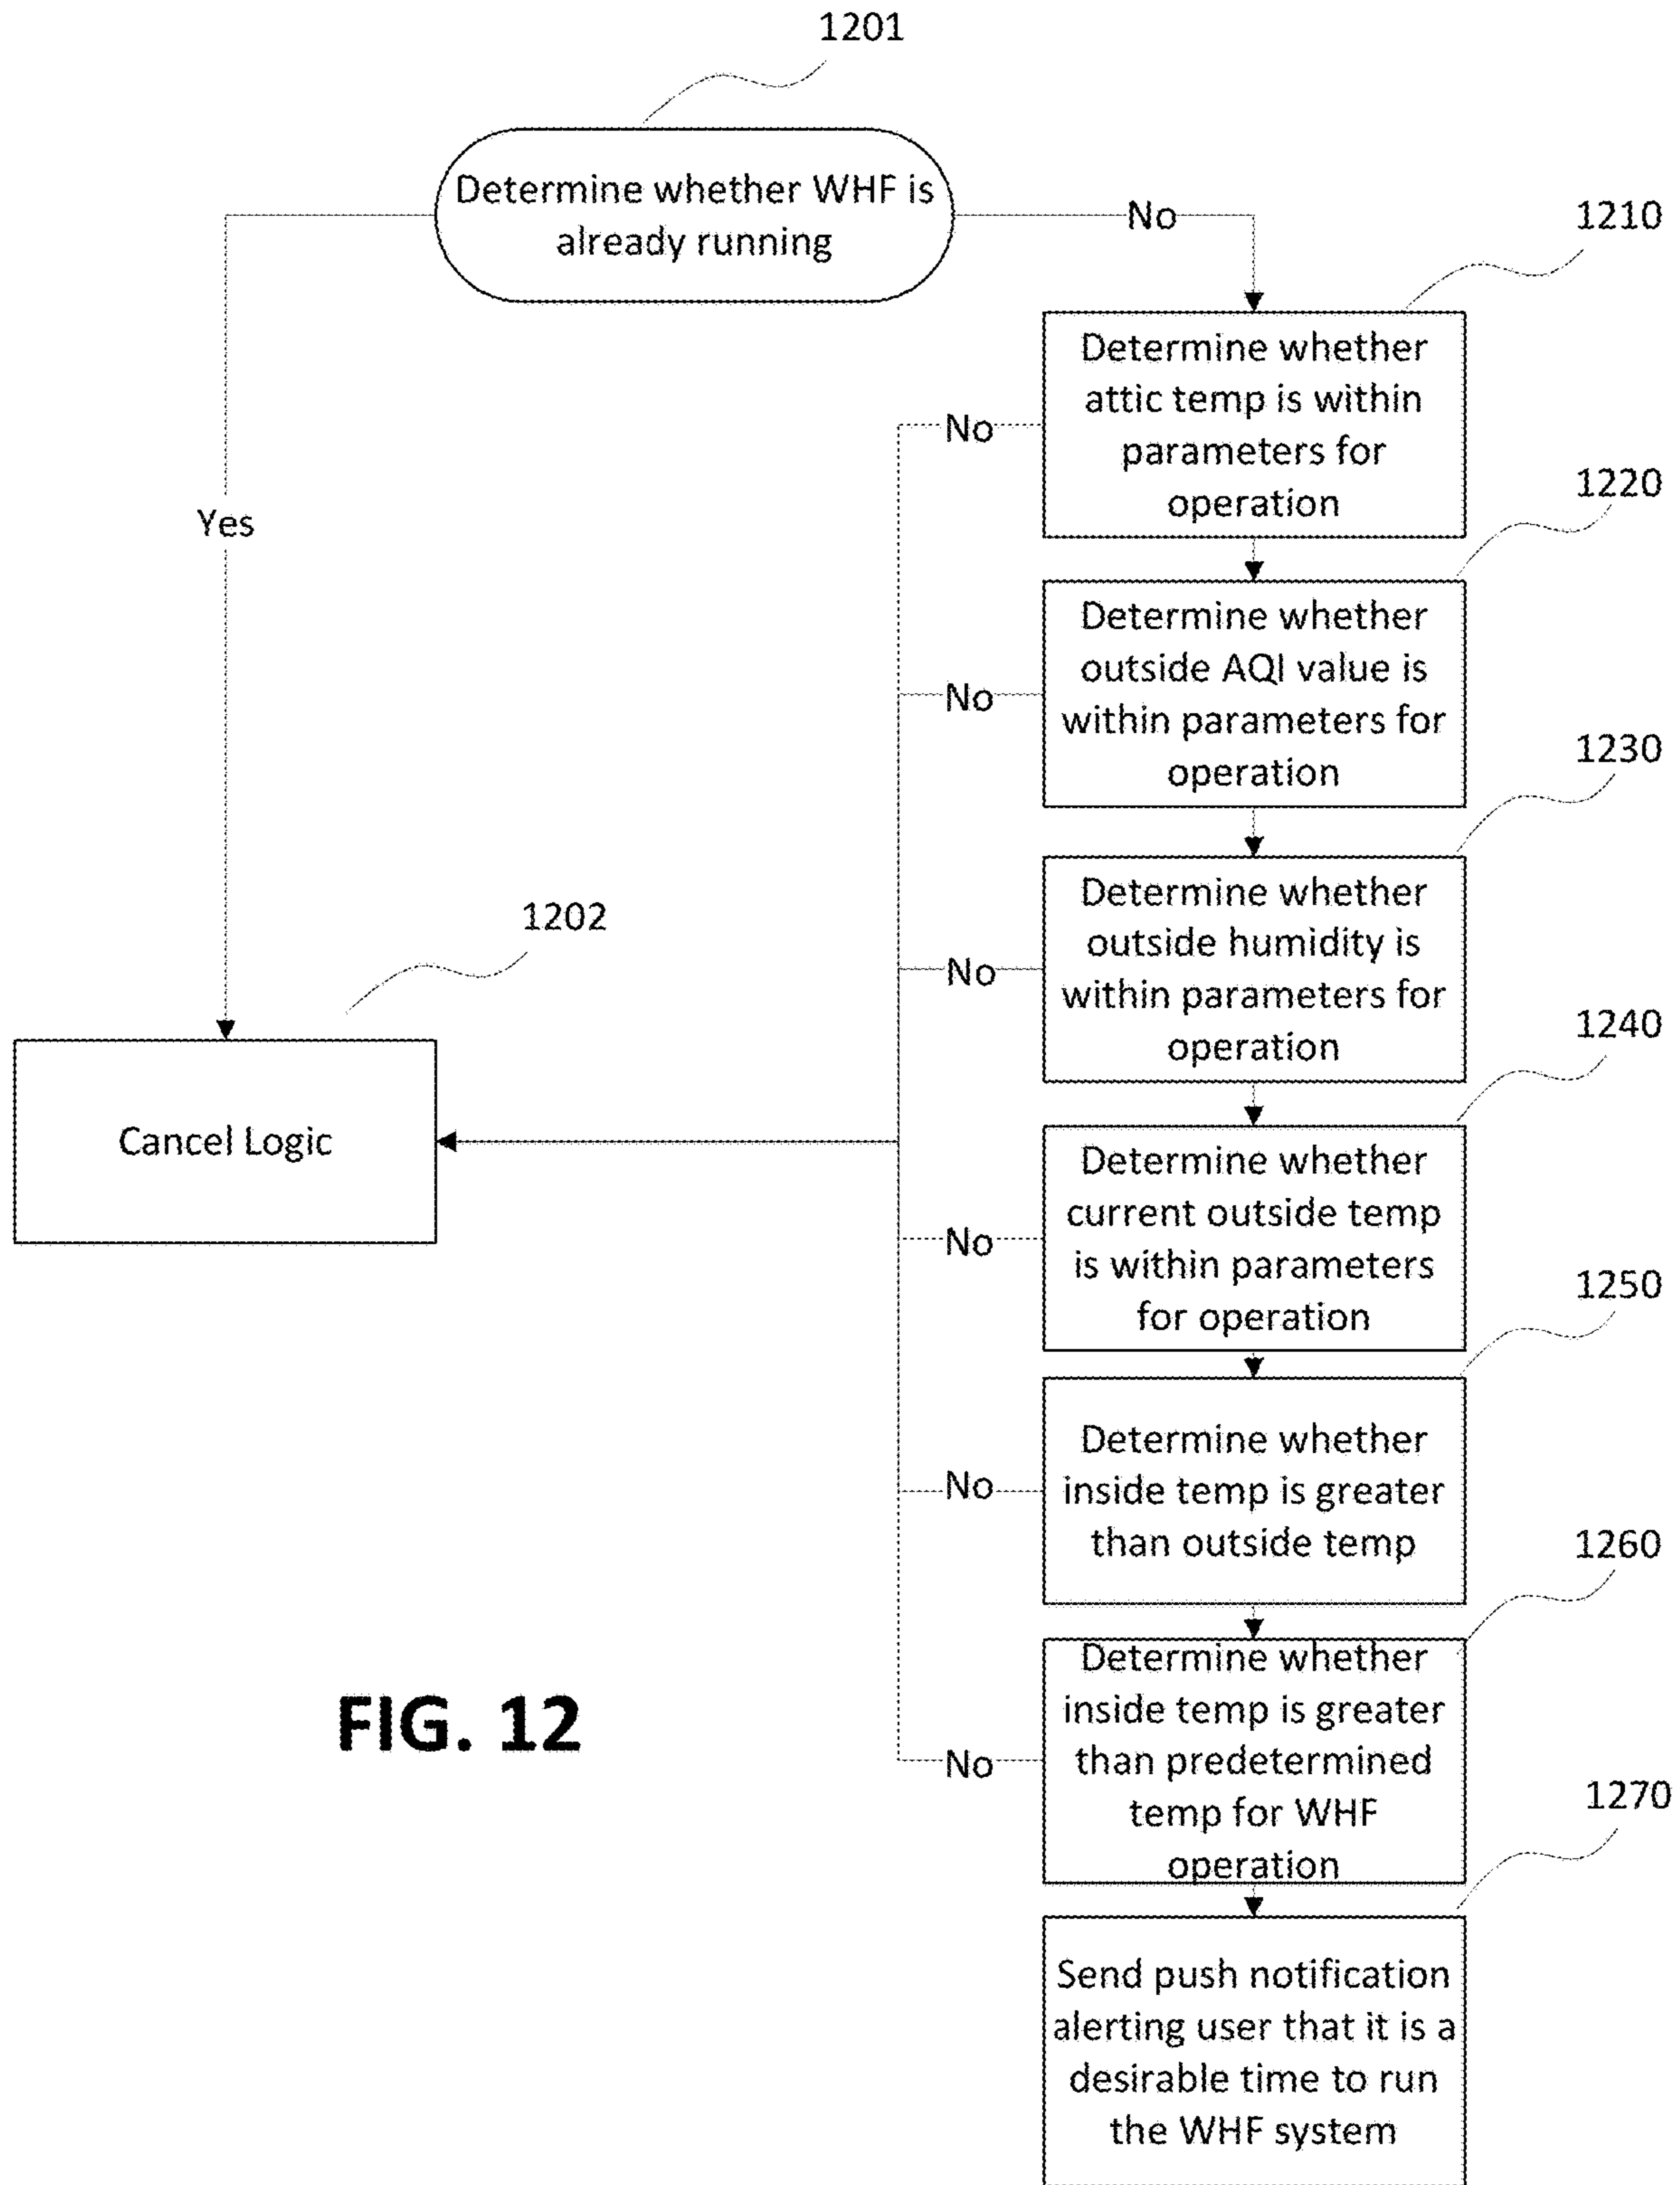 1201
Determine whether WHF is
already running
No
1210
Determine whether
attic temp is within
parameters for
operation
No
1220
Yes
Determine whether
outside AQI value is
within parameters for
operation
No
1230
Determine whether
outside humidity is
within parameters for
operation
No
1202
Cancel Logic
1240
Determine whether
current outside temp
is within parameters
for operation
No
1250
Determine whether
inside temp is greater
than outside temp
No
1260
Determine whether
inside temp is greater
than predetermined
temp for WHF
operation
No
FIG. 12
1270
Send push notification
alerting user that it is a
desirable time to run
the WHF system